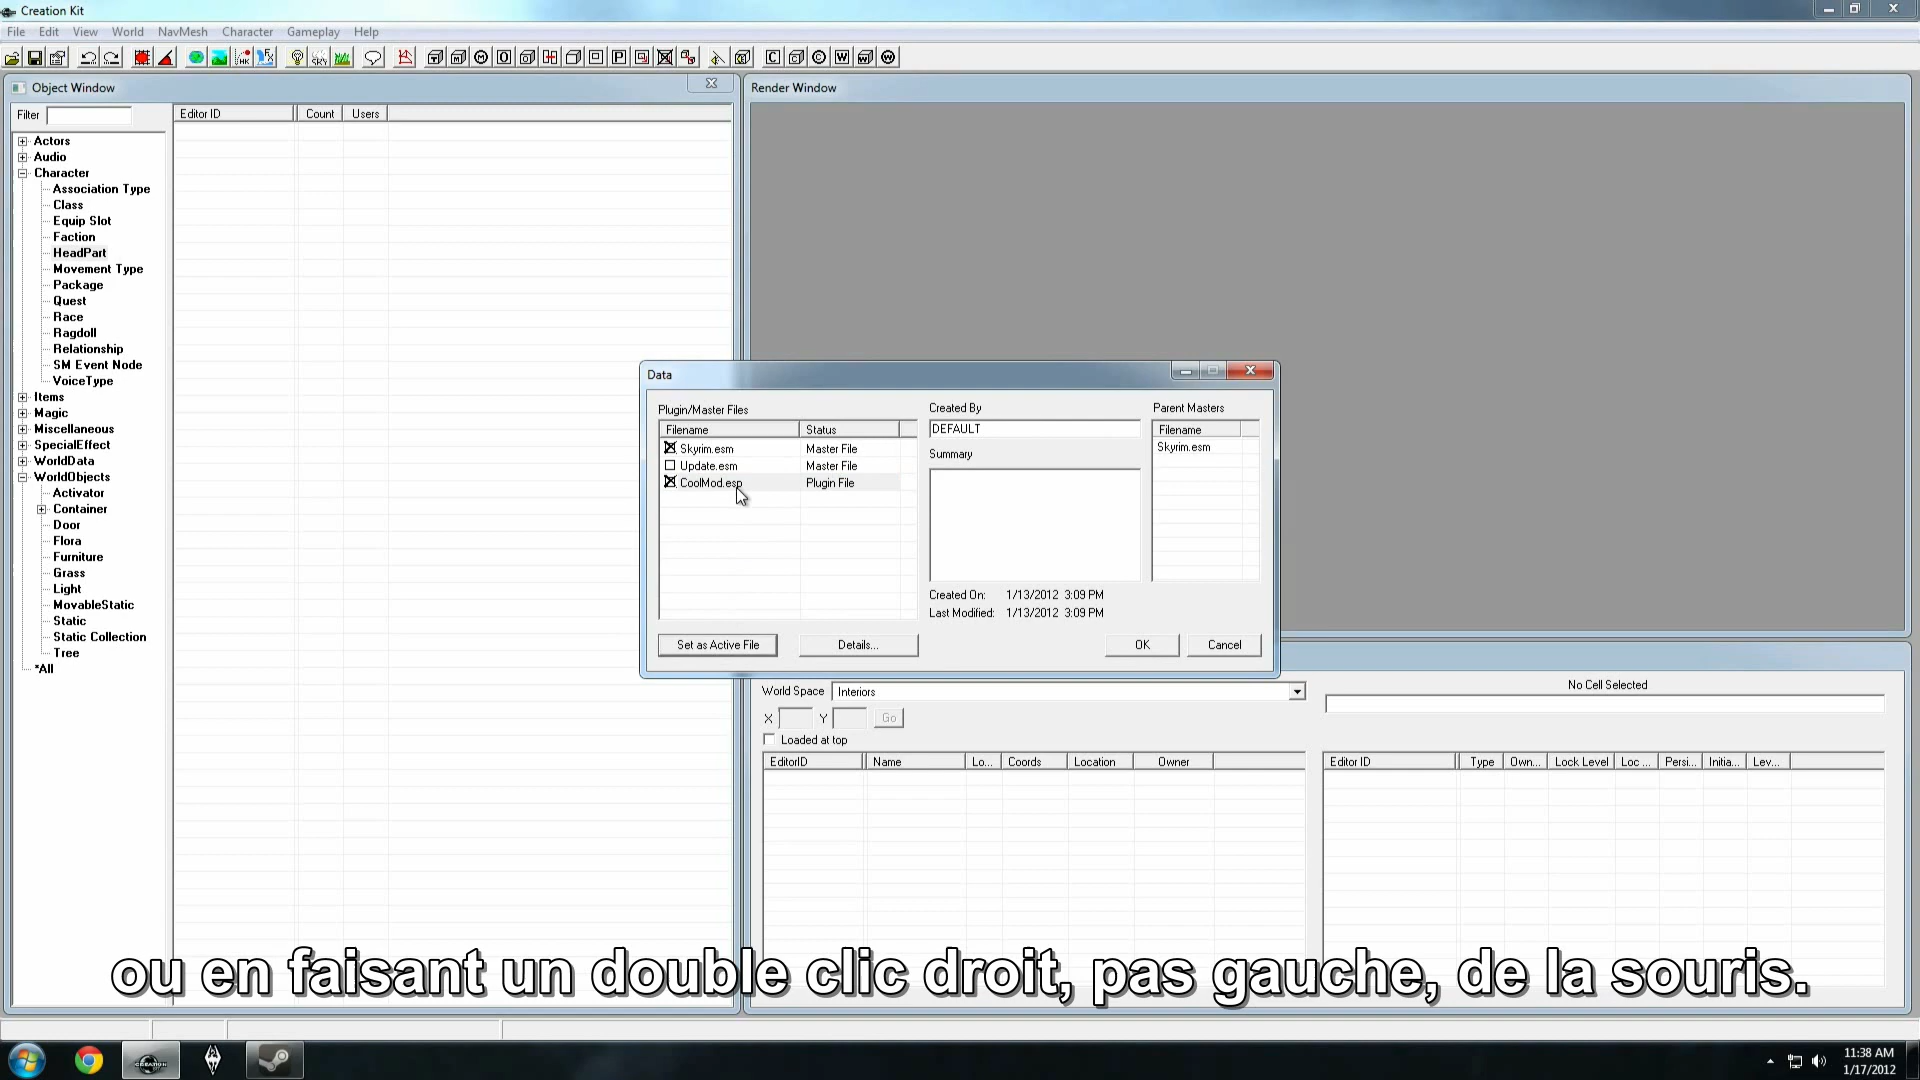 Creation Kit
File Edit View World NavMesh Character Gameplay Help
Object Window
Filter
Editor ID Count Users
Actors
Audio
Character
Association Type
Class
Equip Slot
Faction
HeadPart
Movement Type
Package
Quest
Race
Ragdoll
Relationship
SM Event Node
VoiceType
Items
Magic
Miscellaneous
SpecialEffect
WorldData
WorldObjects
Activator
Container
Door
Flora
Furniture
Grass
Light
MovableStatic
Static
Static Collection
Tree
*All
Render Window
Data
Plugin/Master Files
Filename Status
Skyrim.esm Master File
Update.esm Master File
CoolMod.esp Plugin File
Created By
DEFAULT
Summary
Parent Masters
Filename
Skyrim.esm
Created On: 1/13/2012 3:09 PM
Last Modified: 1/13/2012 3:09 PM
Set as Active File Details... OK Cancel
World Space Interiors
X Y Go
Loaded at top
EditorID Name Lo... Coords Location Owner
No Cell Selected
Editor ID Type Own... Lock Level Loc ... Persi... Initia... Lev...
ou en faisant un double clic droit, pas gauche, de la souris.
CREATION
11:38 AM
1/17/2012